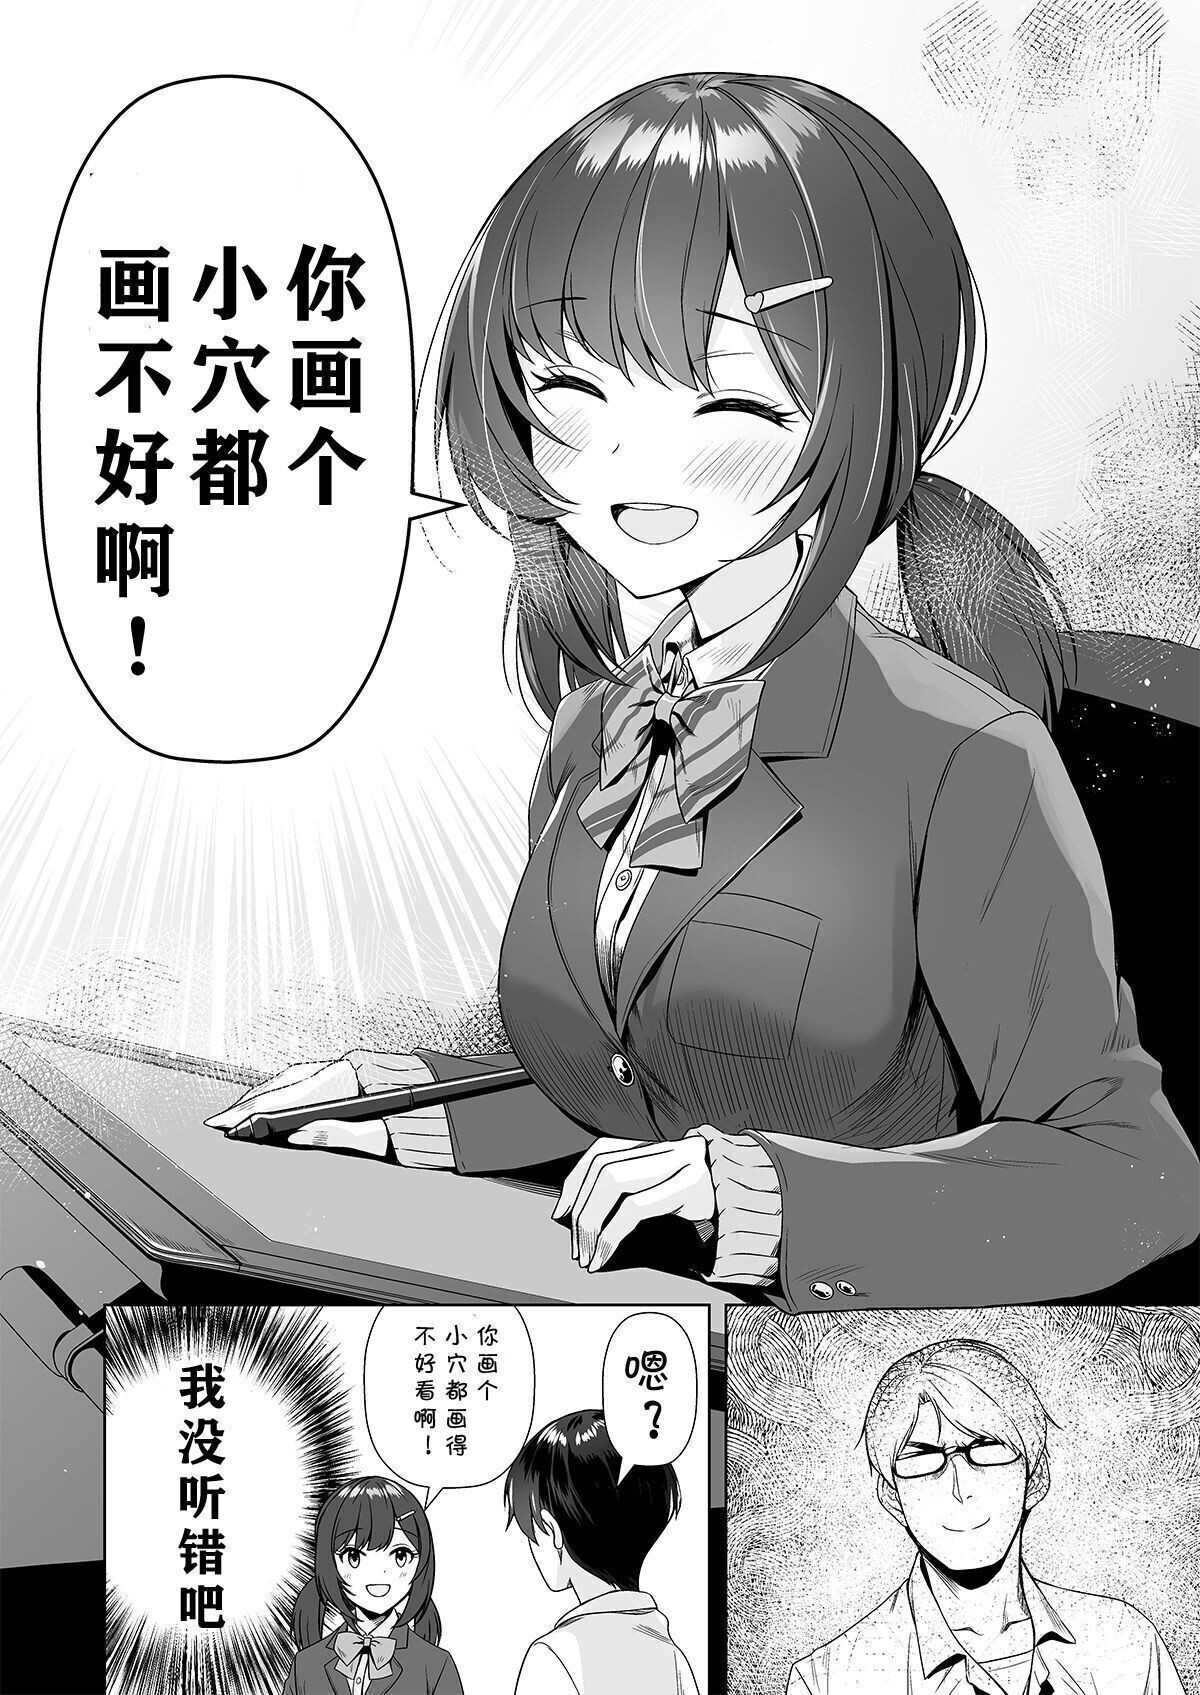 你画个
小穴都
画不好啊！
嗯？
你画个
小穴都画得
不好看啊！
我没听错吧